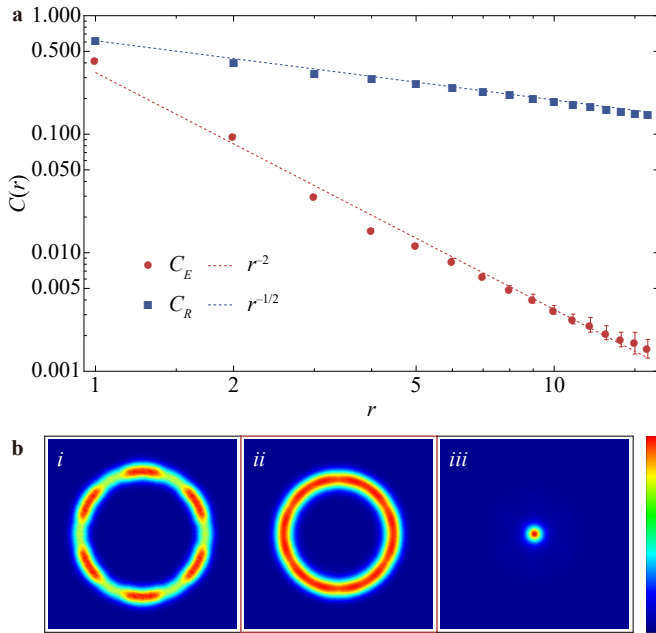 a
1.000
0.500
0.100
0.050
0.010
0.005
0.001
C(r)
C_E r^{-2}
C_R r^{-1/2}
1 2 5 10
r
b
i ii iii